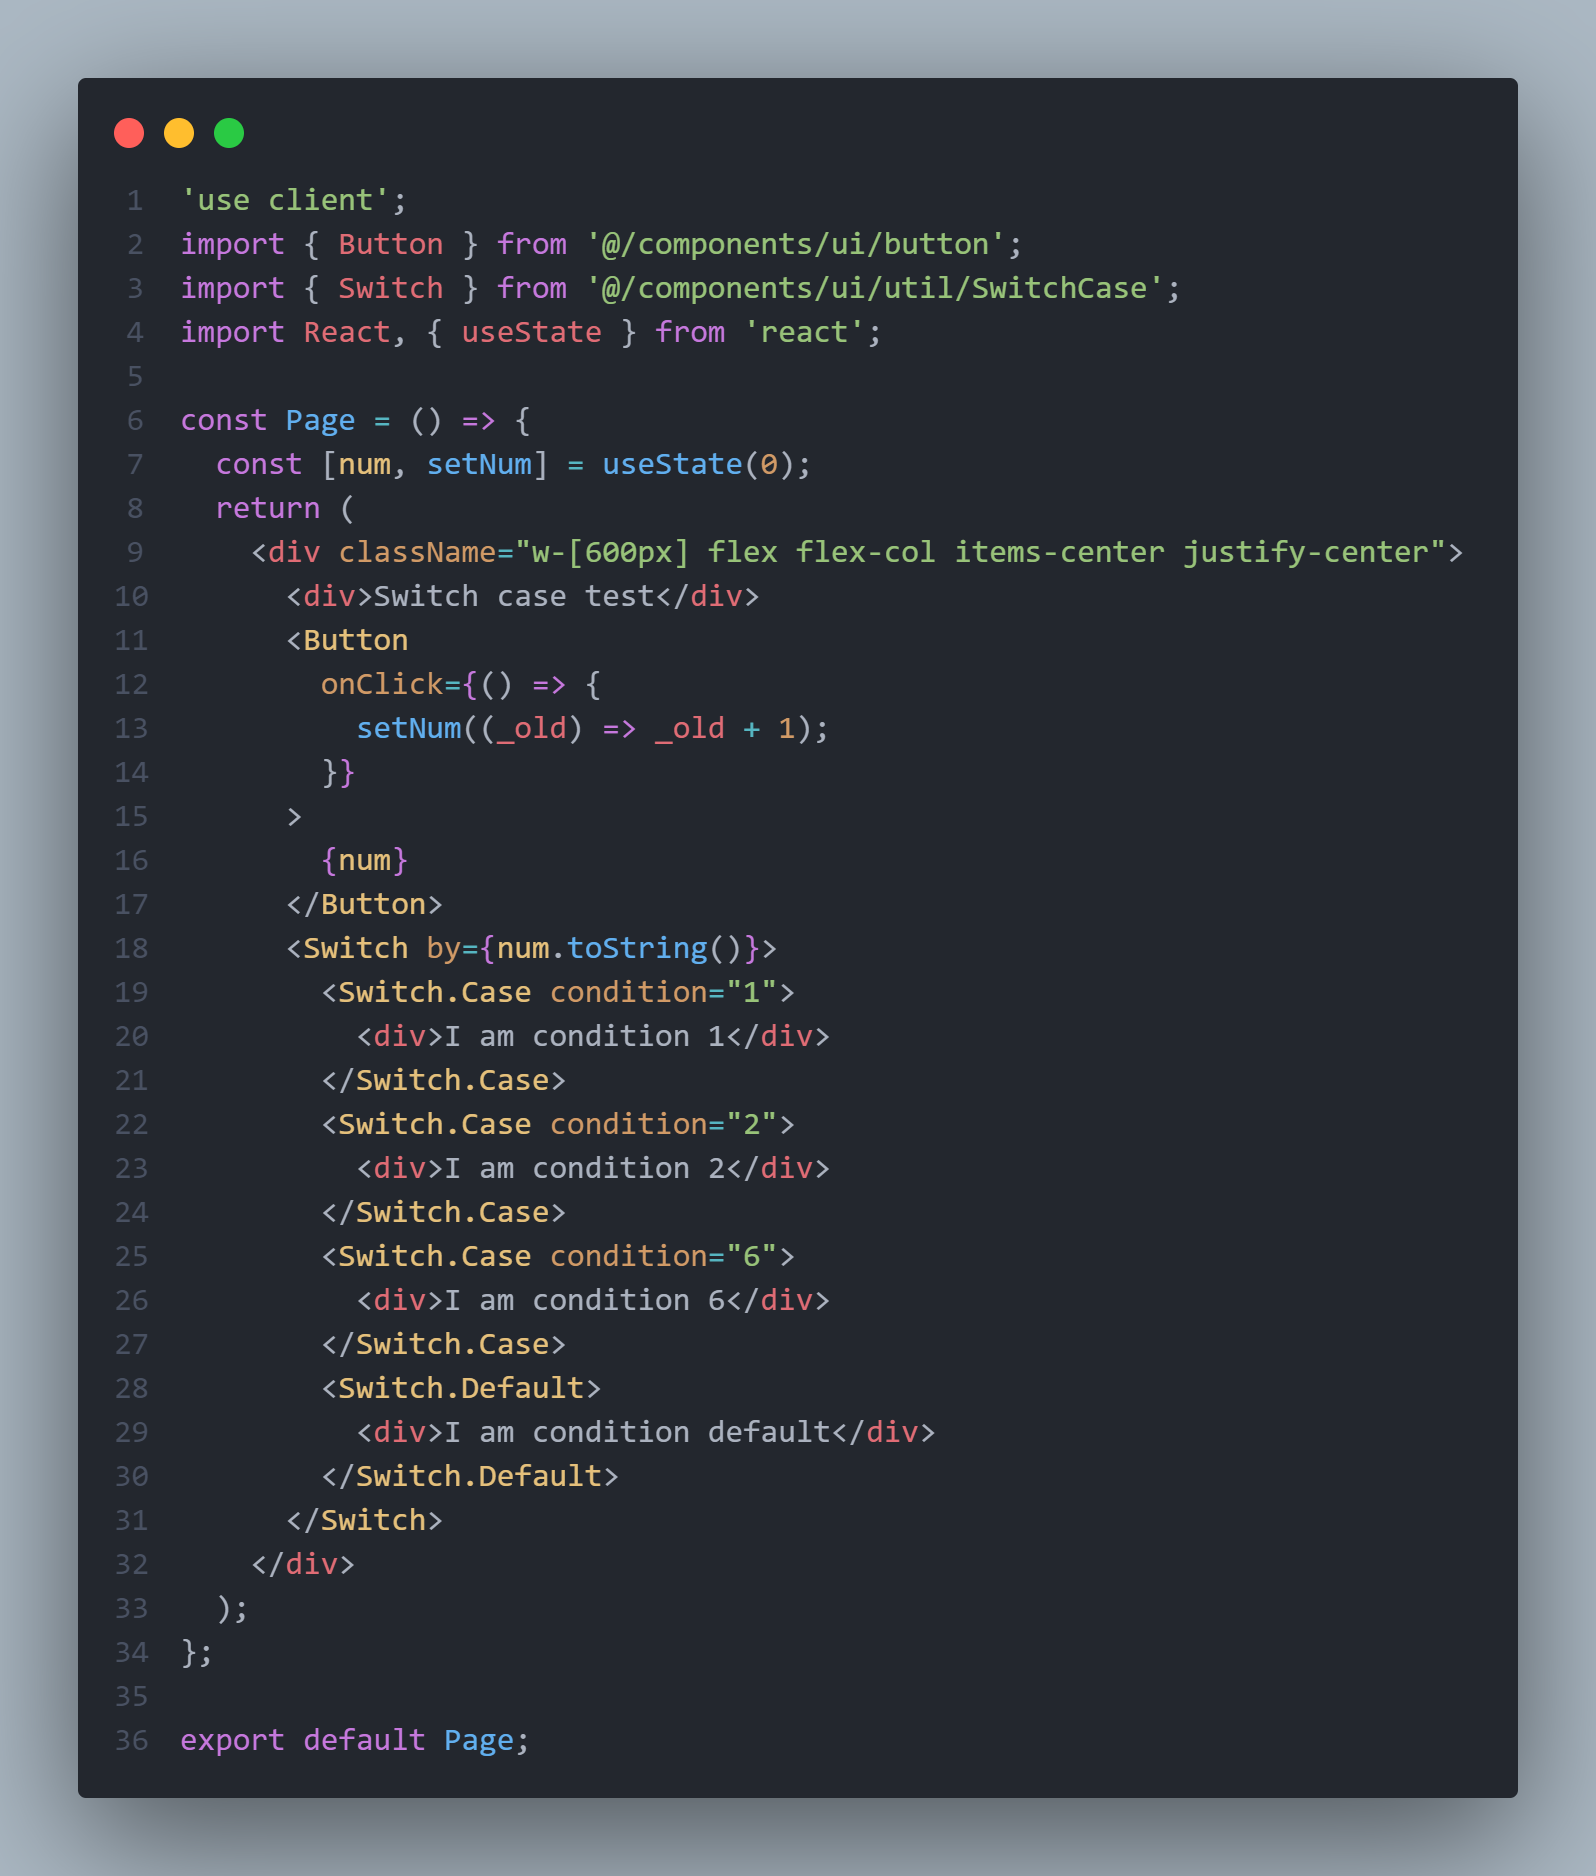 1 'use client';
2 import { Button } from '@/components/ui/button';
3 import { Switch } from '@/components/ui/util/SwitchCase';
4 import React, { useState } from 'react';
5
6 const Page = () => {
7   const [num, setNum] = useState(0);
8   return (
9     <div className="w-[600px] flex flex-col items-center justify-center">
10       <div>Switch case test</div>
11       <Button
12         onClick={() => {
13           setNum((_old) => _old + 1);
14         }}
15       >
16         {num}
17       </Button>
18       <Switch by={num.toString()}>
19         <Switch.Case condition="1">
20           <div>I am condition 1</div>
21         </Switch.Case>
22         <Switch.Case condition="2">
23           <div>I am condition 2</div>
24         </Switch.Case>
25         <Switch.Case condition="6">
26           <div>I am condition 6</div>
27         </Switch.Case>
28         <Switch.Default>
29           <div>I am condition default</div>
30         </Switch.Default>
31       </Switch>
32     </div>
33   );
34 };
35
36 export default Page;